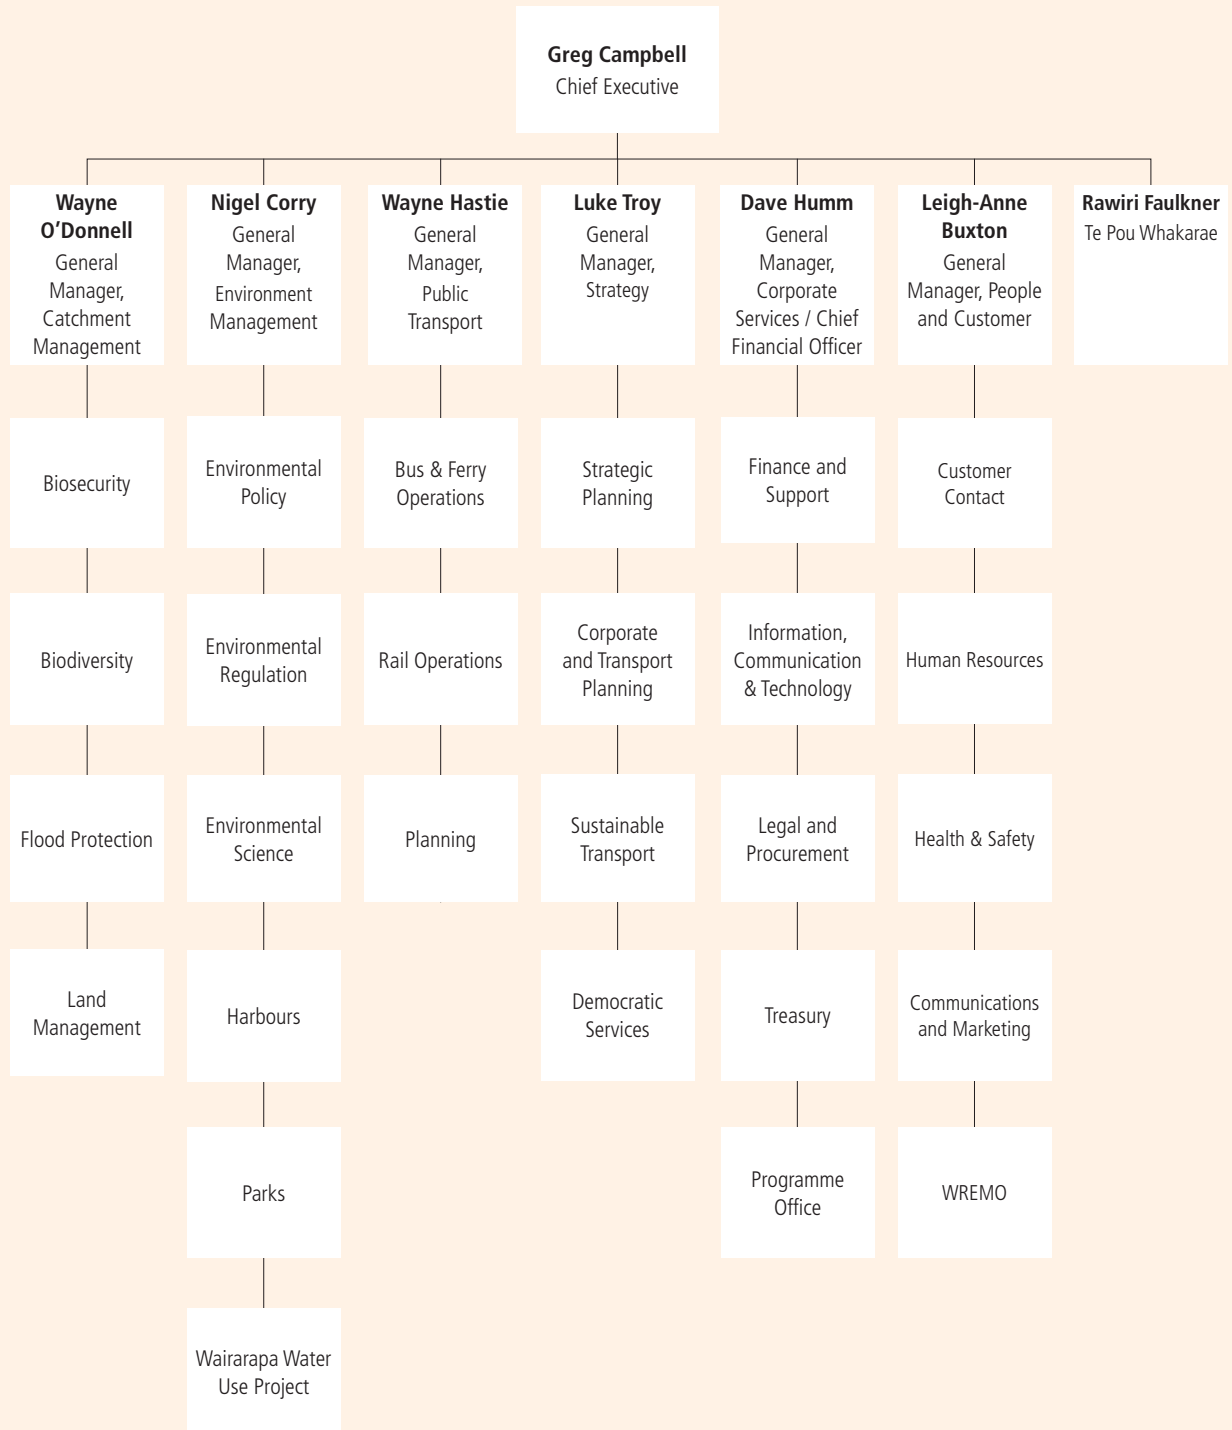 Greg Campbell
Chief Executive
Wayne
O’Donnell
General
Manager,
Catchment
Management
Nigel Corry
General
Manager,
Environment
Management
Wayne Hastie
General
Manager,
Public
Transport
Luke Troy
General
Manager,
Strategy
Dave Humm
General
Manager,
Corporate
Services / Chief
Financial Officer
Leigh-Anne
Buxton
General
Manager, People
and Customer
Rawiri Faulkner
Te Pou Whakarae
Biosecurity
Environmental
Policy
Bus & Ferry
Operations
Strategic
Planning
Finance and
Support
Customer
Contact
Biodiversity
Environmental
Regulation
Rail Operations
Corporate
and Transport
Planning
Information,
Communication
& Technology
Human Resources
Flood Protection
Environmental
Science
Planning
Sustainable
Transport
Legal and
Procurement
Health & Safety
Land
Management
Harbours
Democratic
Services
Treasury
Communications
and Marketing
Parks
Programme
Office
WREMO
Wairarapa Water
Use Project